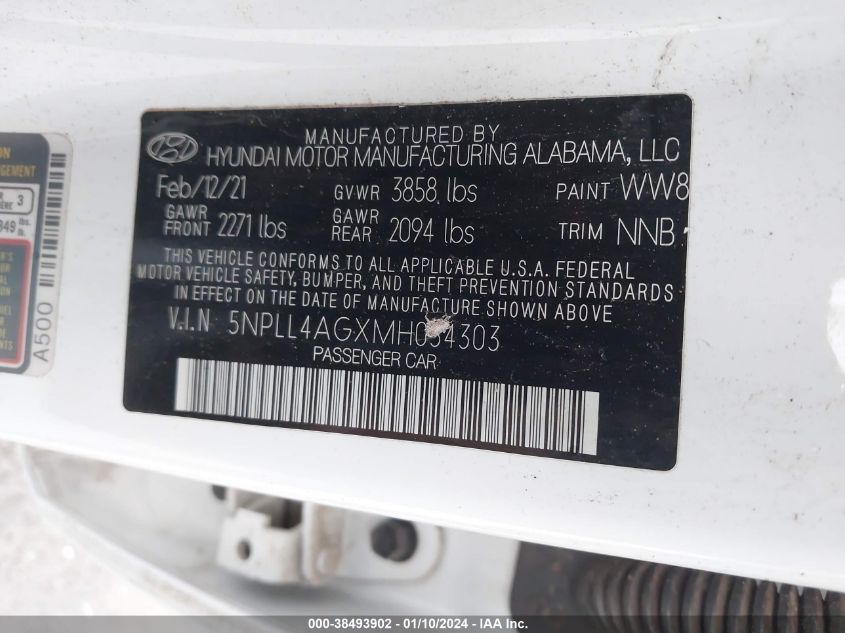 MANUFACTURED BY
HYUNDAI MOTOR MANUFACTURING ALABAMA, LLC
Feb/12/21 GVWR 3858 lbs PAINT WW8
GAWR FRONT 2271 lbs GAWR REAR 2094 lbs TRIM NNB
THIS VEHICLE CONFORMS TO ALL APPLICABLE U.S.A. FEDERAL
MOTOR VEHICLE SAFETY, BUMPER, AND THEFT PREVENTION STANDARDS
IN EFFECT ON THE DATE OF MANUFACTURE SHOWN ABOVE
V.I.N 5NPLL4AGXMH034303
PASSENGER CAR
A500
3
000-38493902 - 01/10/2024 - IAA Inc.